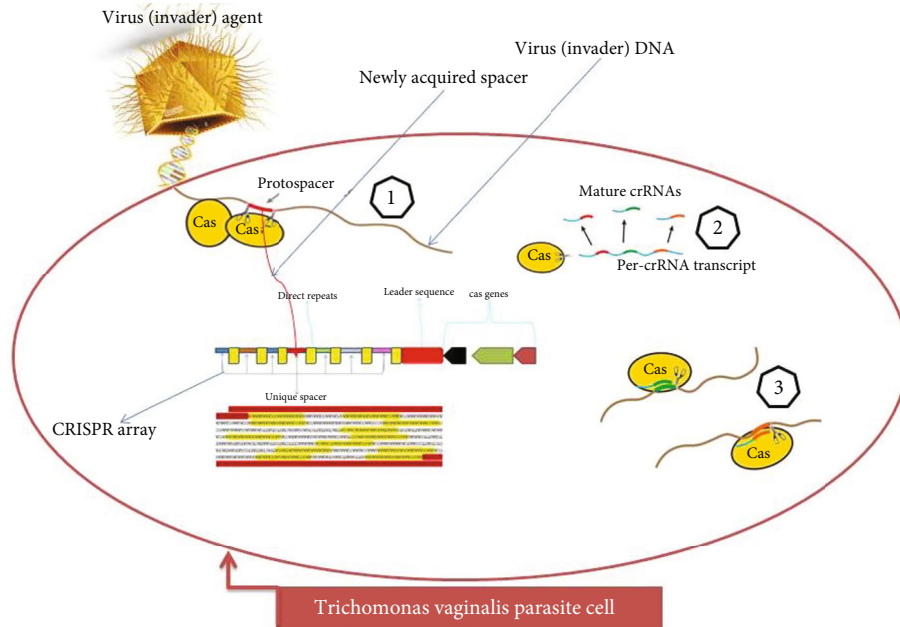 Virus (invader) agent
Virus (invader) DNA
Newly acquired spacer
Protospacer
1
Cas
Cas
Mature crRNAs
2
Cas
Per-crRNA transcript
Direct repeats
Leader sequence
cas genes
Unique spacer
CRISPR array
Cas
3
Cas
Trichomonas vaginalis parasite cell